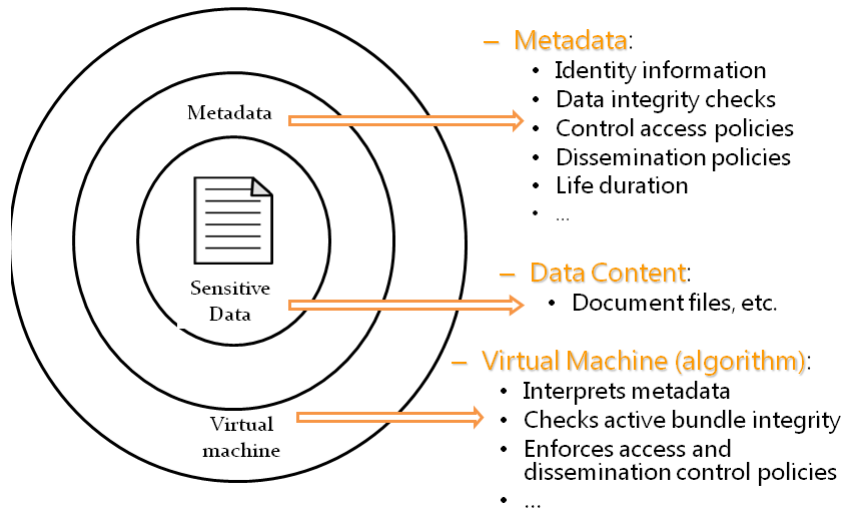 Metadata
Sensitive
Data
Virtual
machine
– Metadata:
• Identity information
• Data integrity checks
• Control access policies
• Dissemination policies
• Life duration
• ...
– Data Content:
• Document files, etc.
– Virtual Machine (algorithm):
• Interprets metadata
• Checks active bundle integrity
• Enforces access and
dissemination control policies
• ...